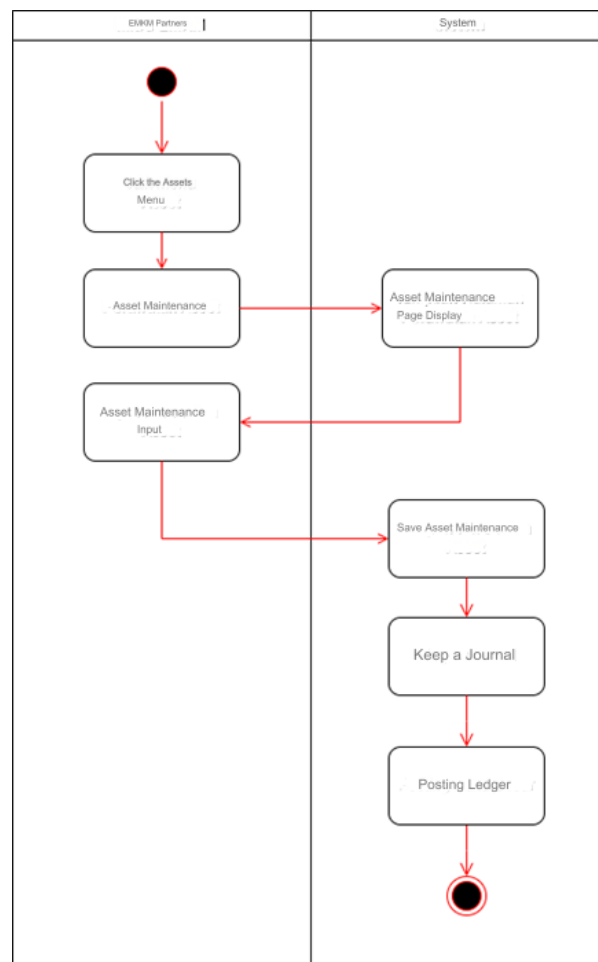 EMKM Partners
System
Click the Assets
Menu
Asset Maintenance
Asset Maintenance
Page Display
Asset Maintenance
Input
Save Asset Maintenance
Keep a Journal
Posting Ledger